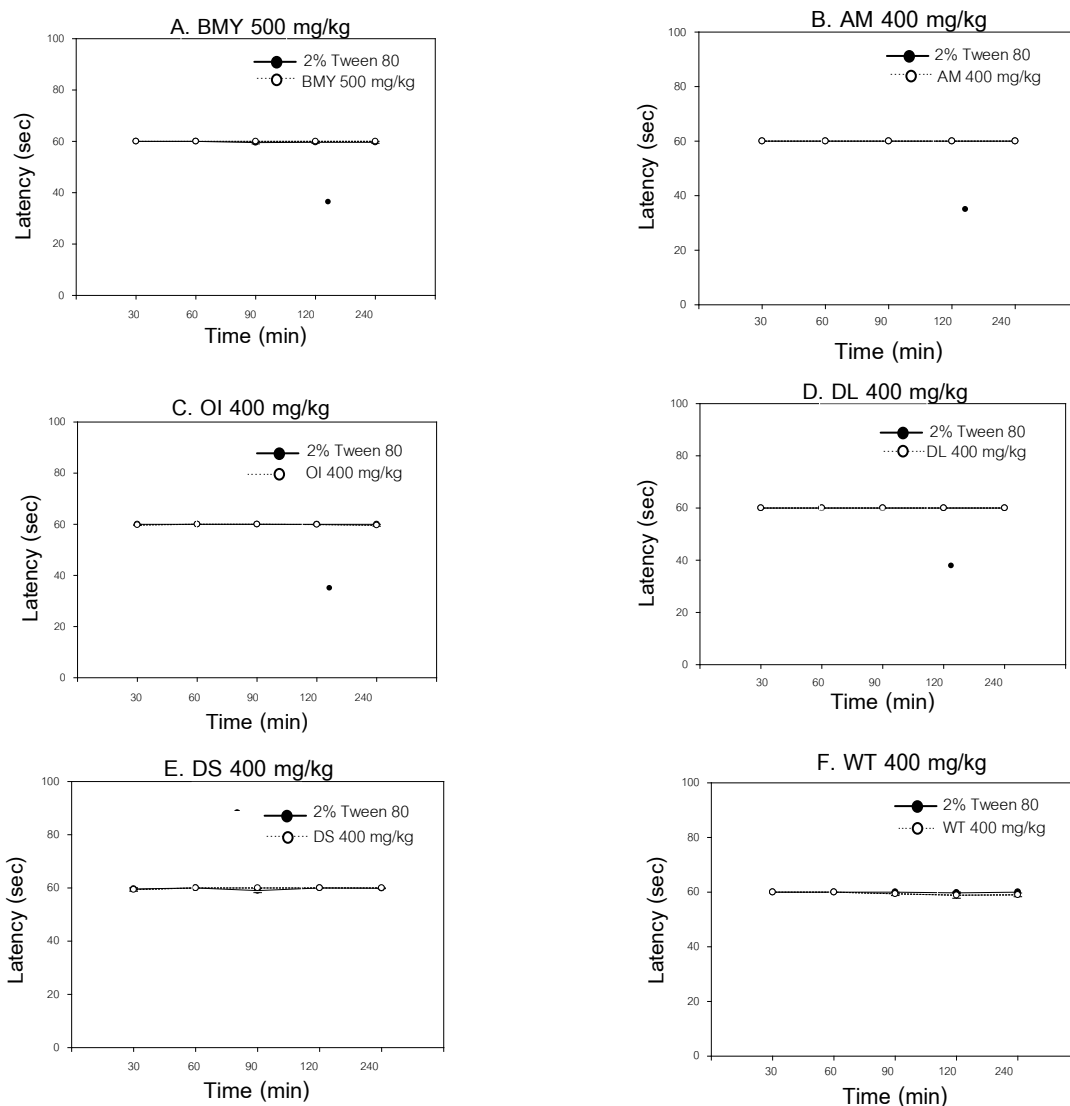 A. BMY 500 mg/kg
2% Tween 80
BMY 500 mg/kg
Latency (sec)
100
80
60
40
20
0
30 60 90 120 240
Time (min)
B. AM 400 mg/kg
2% Tween 80
AM 400 mg/kg
Latency (sec)
100
80
60
40
20
0
30 60 90 120 240
Time (min)
C. OI 400 mg/kg
2% Tween 80
OI 400 mg/kg
Latency (sec)
100
80
60
40
20
0
30 60 90 120 240
Time (min)
D. DL 400 mg/kg
2% Tween 80
DL 400 mg/kg
Latency (sec)
100
80
60
40
20
0
30 60 90 120 240
Time (min)
E. DS 400 mg/kg
2% Tween 80
DS 400 mg/kg
Latency (sec)
100
80
60
40
20
0
30 60 90 120 240
Time (min)
F. WT 400 mg/kg
2% Tween 80
WT 400 mg/kg
Latency (sec)
100
80
60
40
20
0
30 60 90 120 240
Time (min)